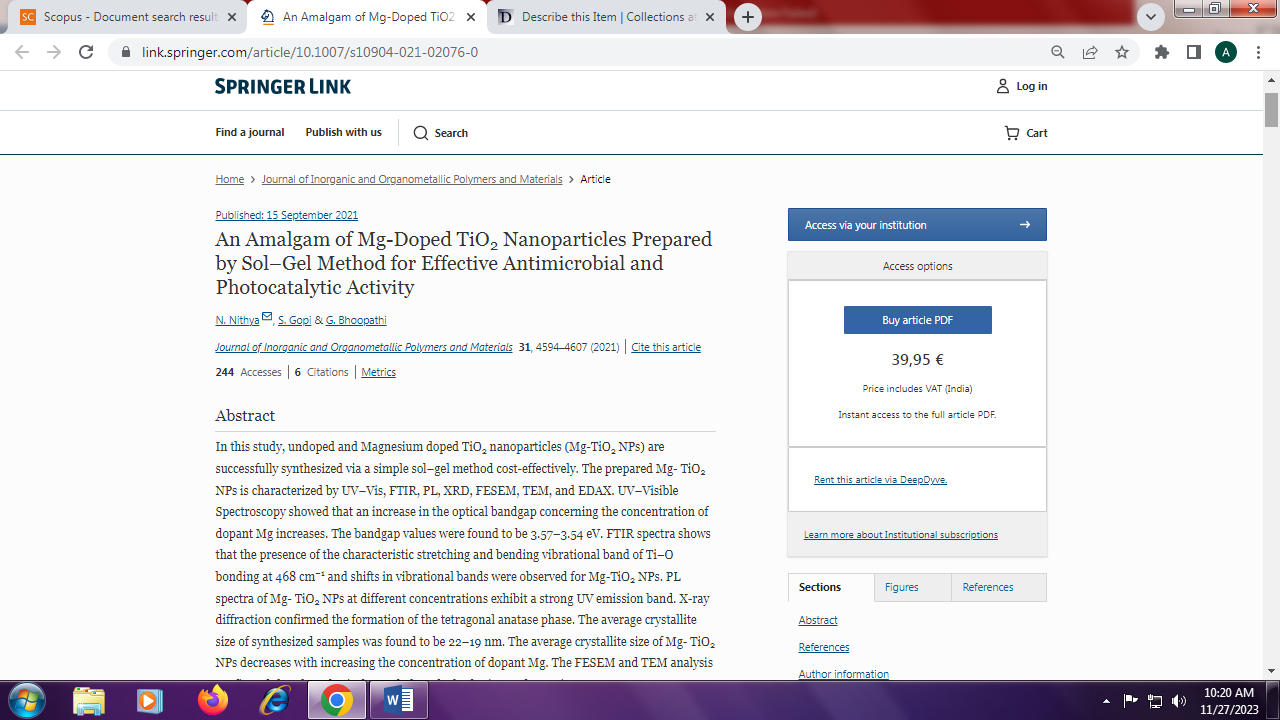 Scopus - Document search result
An Amalgam of Mg-Doped TiO2
Describe this Item | Collections a
link.springer.com/article/10.1007/s10904-021-02076-0
A
SPRINGER LINK
Log in
Find a journal
Publish with us
Search
Cart
Home > Journal of Inorganic and Organometallic Polymers and Materials > Article
Published: 15 September 2021
An Amalgam of Mg-Doped TiO₂ Nanoparticles Prepared
by Sol–Gel Method for Effective Antimicrobial and
Photocatalytic Activity
N. Nithya, S. Gopi & G. Bhoopathi
Journal of Inorganic and Organometallic Polymers and Materials 31, 4594–4607 (2021) | Cite this article
244 Accesses | 6 Citations | Metrics
Abstract
In this study, undoped and Magnesium doped TiO₂ nanoparticles (Mg-TiO₂ NPs) are
successfully synthesized via a simple sol–gel method cost-effectively. The prepared Mg- TiO₂
NPs is characterized by UV–Vis, FTIR, PL, XRD, FESEM, TEM, and EDAX. UV–Visible
Spectroscopy showed that an increase in the optical bandgap concerning the concentration of
dopant Mg increases. The bandgap values were found to be 3.57–3.54 eV. FTIR spectra shows
that the presence of the characteristic stretching and bending vibrational band of Ti–O
bonding at 468 cm⁻¹ and shifts in vibrational bands were observed for Mg-TiO₂ NPs. PL
spectra of Mg- TiO₂ NPs at different concentrations exhibit a strong UV emission band. X-ray
diffraction confirmed the formation of the tetragonal anatase phase. The average crystallite
size of synthesized samples was found to be 22–19 nm. The average crystallite size of Mg- TiO₂
NPs decreases with increasing the concentration of dopant Mg. The FESEM and TEM analysis
Access via your institution
Access options
Buy article PDF
39,95 €
Price includes VAT (India)
Instant access to the full article PDF.
Rent this article via DeepDyve.
Learn more about Institutional subscriptions
Sections
Figures
References
Abstract
References
Author information
10:20 AM
11/27/2023